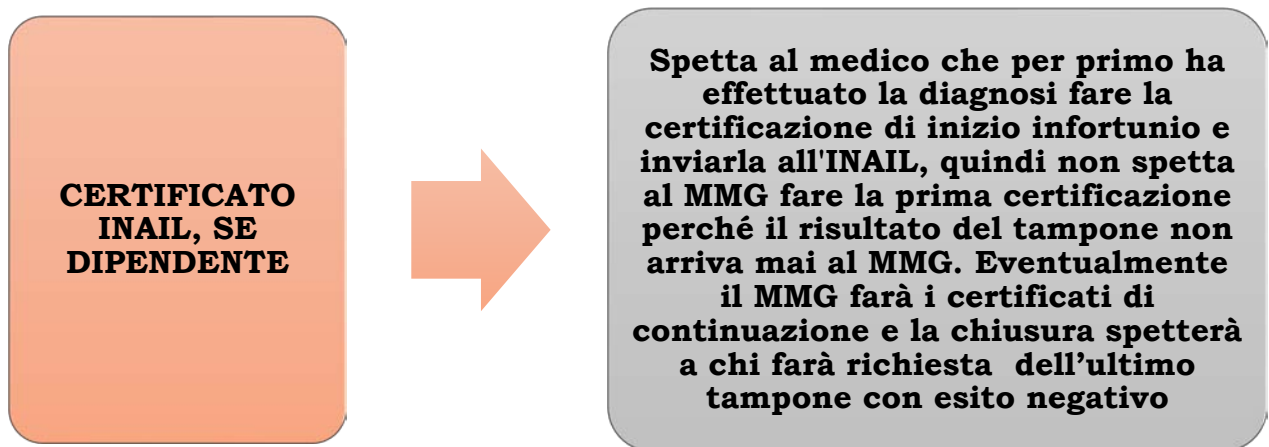 CERTIFICATO
INAIL, SE
DIPENDENTE
Spetta al medico che per primo ha
effettuato la diagnosi fare la
certificazione di inizio infortunio e
inviarla all'INAIL, quindi non spetta
al MMG fare la prima certificazione
perché il risultato del tampone non
arriva mai al MMG. Eventualmente
il MMG farà i certificati di
continuazione e la chiusura spetterà
a chi farà richiesta  dell’ultimo
tampone con esito negativo